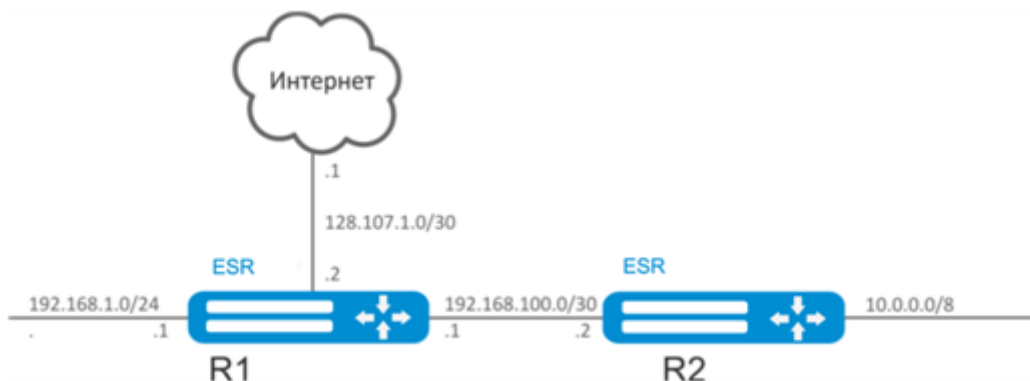 Интернет
.1
128.107.1.0/30
.2
ESR
ESR
192.168.1.0/24
192.168.100.0/30
10.0.0.0/8
.
.1
.1
.2
R1
R2